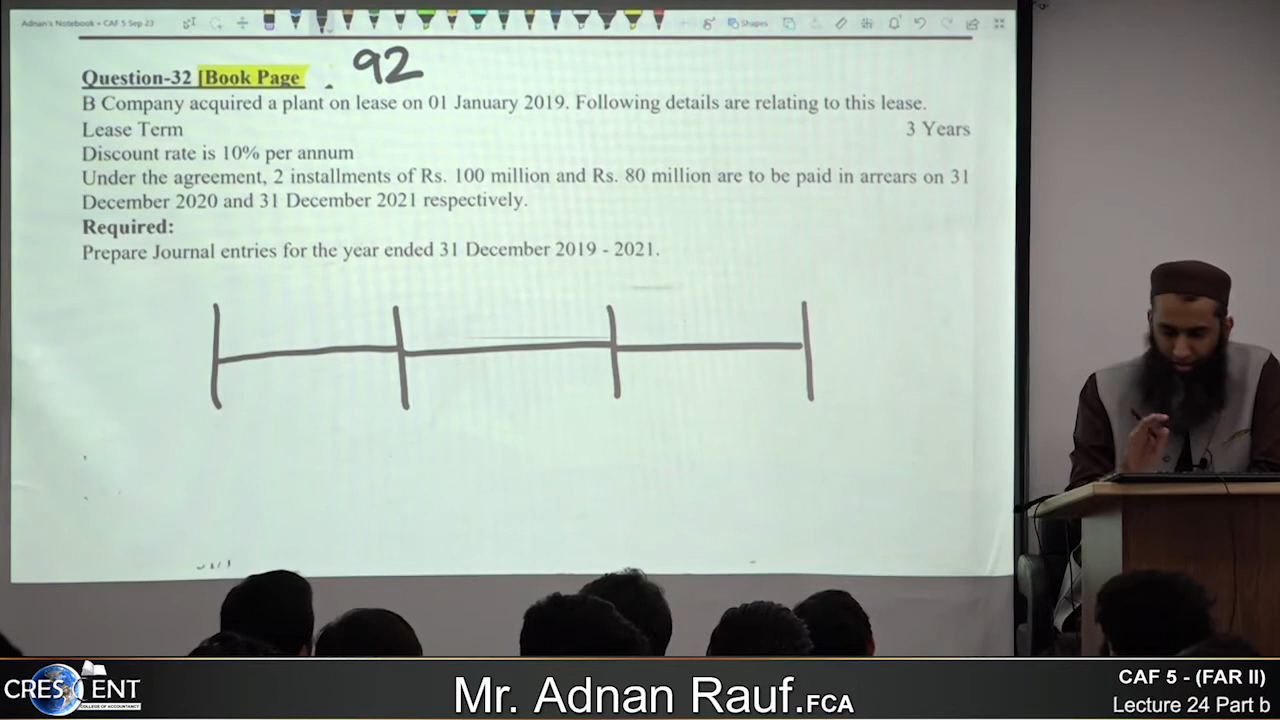 Adnan's Notebook • CAF 5 Sep 23
Shapes
Question-32 [Book Page . 92
B Company acquired a plant on lease on 01 January 2019. Following details are relating to this lease.
Lease Term 3 Years
Discount rate is 10% per annum
Under the agreement, 2 installments of Rs. 100 million and Rs. 80 million are to be paid in arrears on 31
December 2020 and 31 December 2021 respectively.
Required:
Prepare Journal entries for the year ended 31 December 2019 - 2021.
CRESCENT
COLLEGE OF ACCOUNTANCY
Mr. Adnan Rauf.FCA
CAF 5 - (FAR II)
Lecture 24 Part b